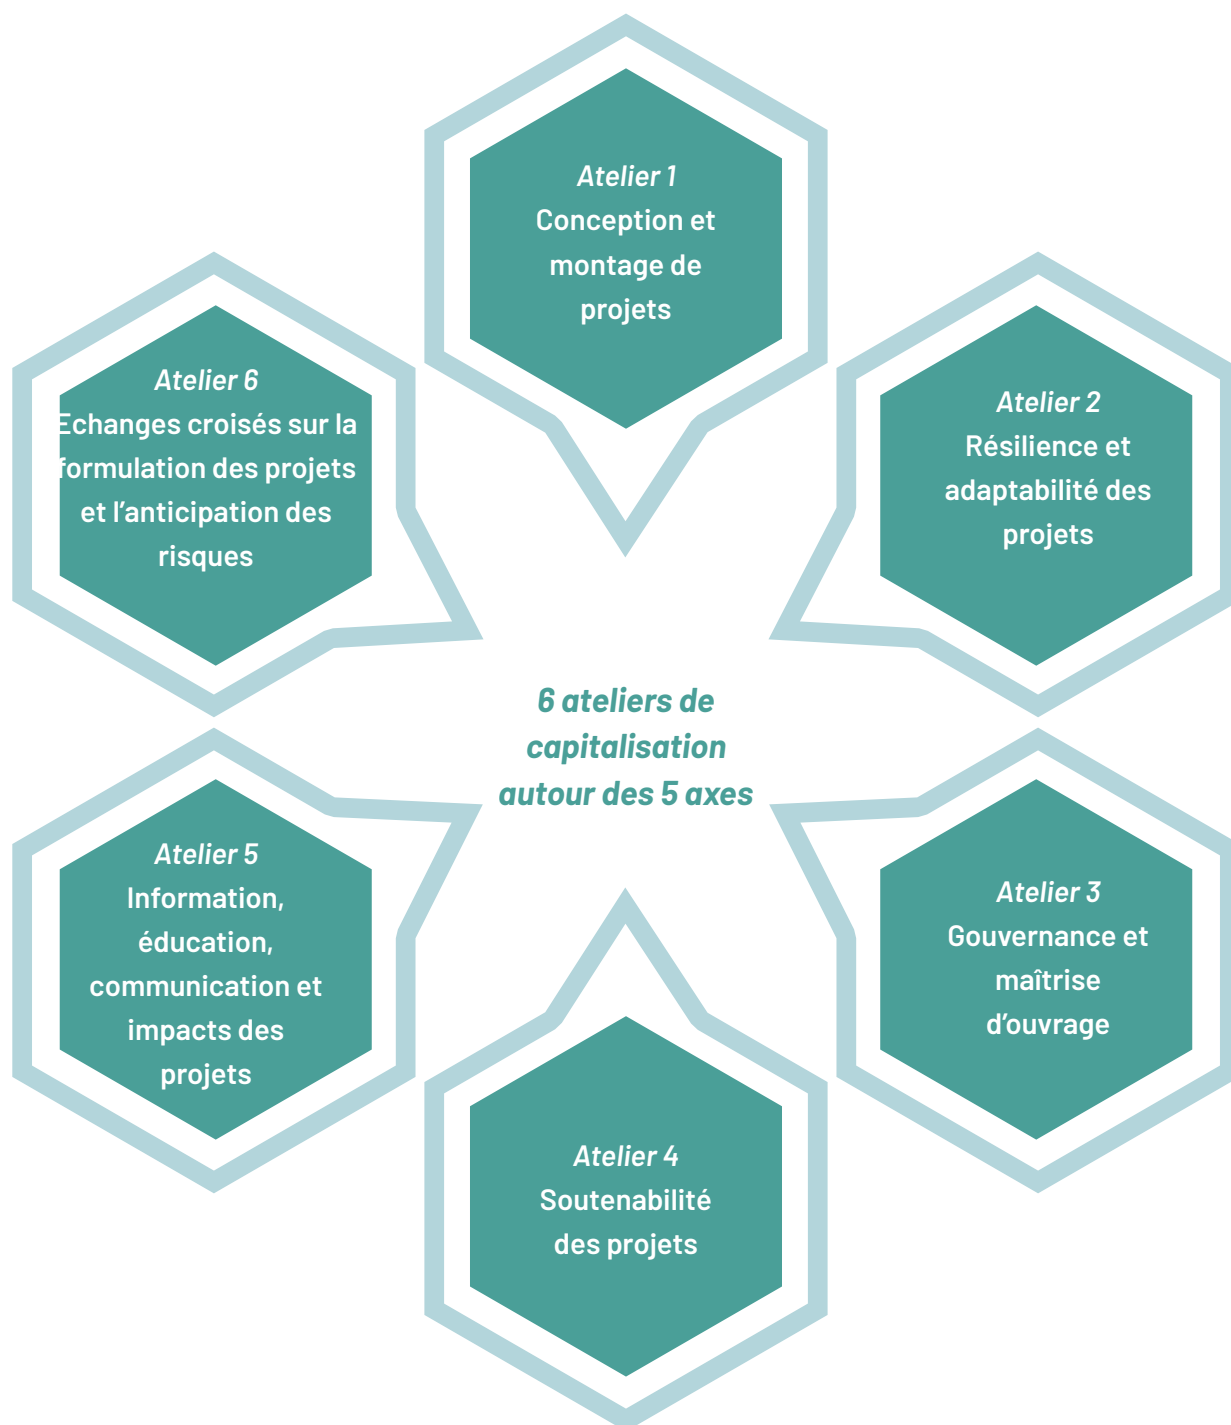 Atelier 1
Conception et
montage de
projets
Atelier 2
Résilience et
adaptabilité des
projets
Atelier 3
Gouvernance et
maîtrise
d’ouvrage
Atelier 4
Soutenabilité
des projets
Atelier 5
Information,
éducation,
communication et
impacts des
projets
Atelier 6
Echanges croisés sur la
formulation des projets
et l’anticipation des
risques
6 ateliers de
capitalisation
autour des 5 axes